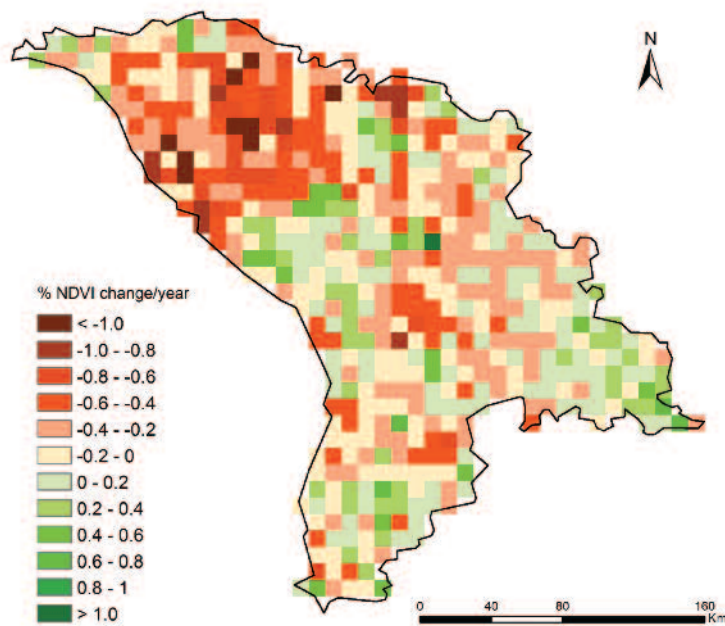 N
% NDVI change/year
< -1.0
-1.0 - -0.8
-0.8 - -0.6
-0.6 - -0.4
-0.4 - -0.2
-0.2 - 0
0 - 0.2
0.2 - 0.4
0.4 - 0.6
0.6 - 0.8
0.8 - 1
> 1.0
0 40 80 160
Km